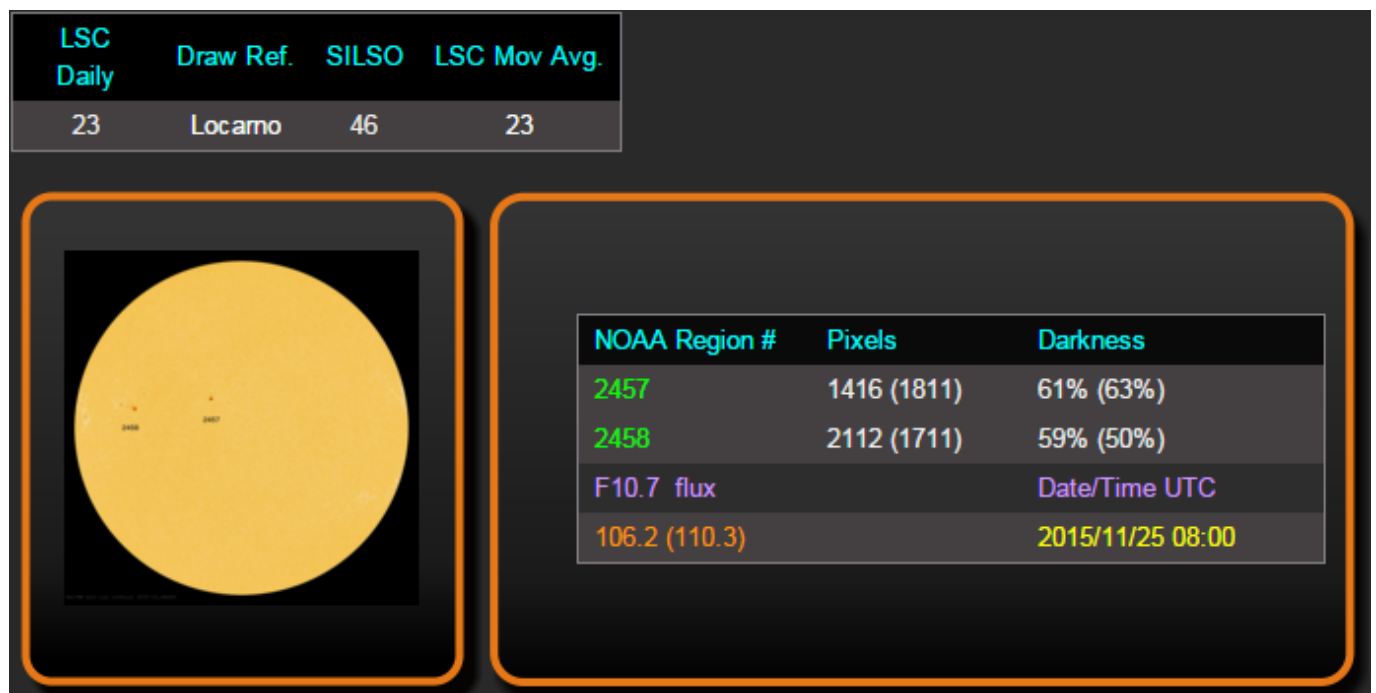 LSC Daily Draw Ref. SILSO LSC Mov Avg.
23 Locarno 46 23
2458 2457
NOAA Region # Pixels Darkness
2457 1416 (1811) 61% (63%)
2458 2112 (1711) 59% (50%)
F10.7 flux Date/Time UTC
106.2 (110.3) 2015/11/25 08:00